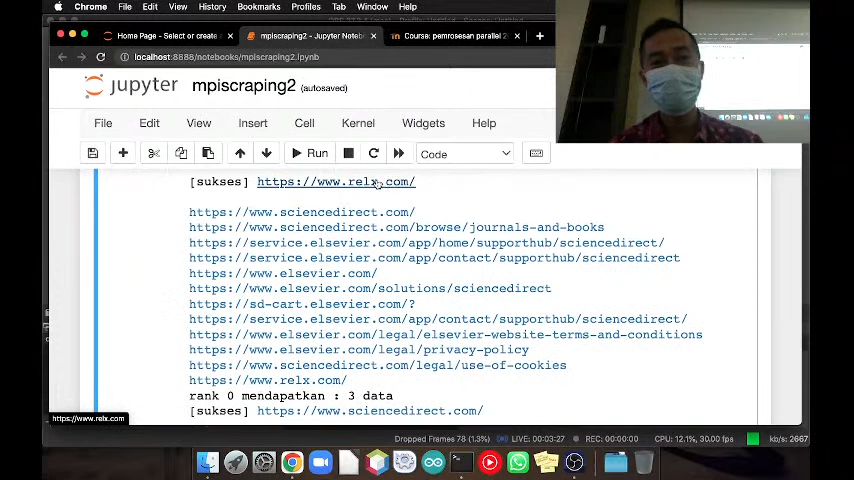 Chrome File Edit View History Bookmarks Profiles Tab Window Help
Home Page - Select or create a
mpiscraping2 - Jupyter Noteb
Course: pemrosesan parallel 2
localhost:8888/notebooks/mpiscraping2.ipynb
jupyter mpiscraping2 (autosaved)
File Edit View Insert Cell Kernel Widgets Help
Run Code
[sukses] https://www.relx.com/
https://www.sciencedirect.com/
https://www.sciencedirect.com/browse/journals-and-books
https://service.elsevier.com/app/home/supporthub/sciencedirect/
https://service.elsevier.com/app/contact/supporthub/sciencedirect
https://www.elsevier.com/
https://www.elsevier.com/solutions/sciencedirect
https://sd-cart.elsevier.com/?
https://service.elsevier.com/app/contact/supporthub/sciencedirect/
https://www.elsevier.com/legal/elsevier-website-terms-and-conditions
https://www.elsevier.com/legal/privacy-policy
https://www.sciencedirect.com/legal/use-of-cookies
https://www.relx.com/
rank 0 mendapatkan : 3 data
[sukses] https://www.sciencedirect.com/
https://www.relx.com
Dropped Frames 78 (1.3%) LIVE: 00:03:27 REC: 00:00:00 CPU: 12.1%, 30.00 fps kb/s: 2667